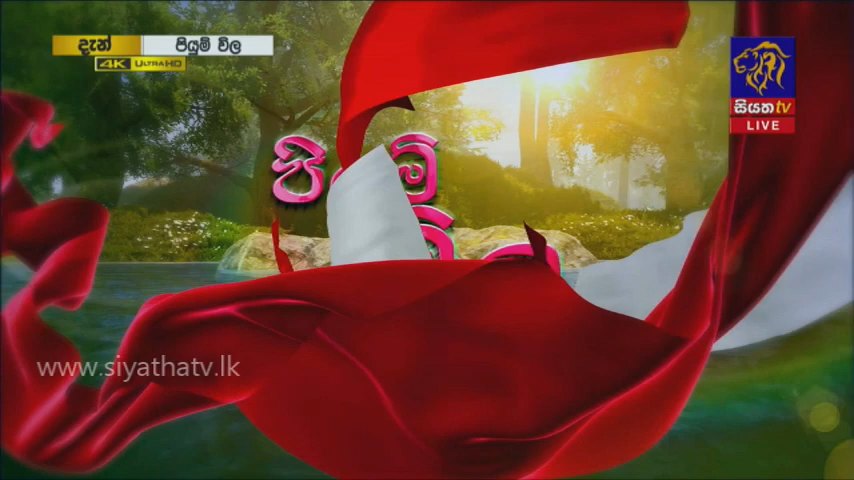 දැන් පියුමි විල
4K ULTRA HD
සියත tv
LIVE
පි මි
www.siyathatv.lk